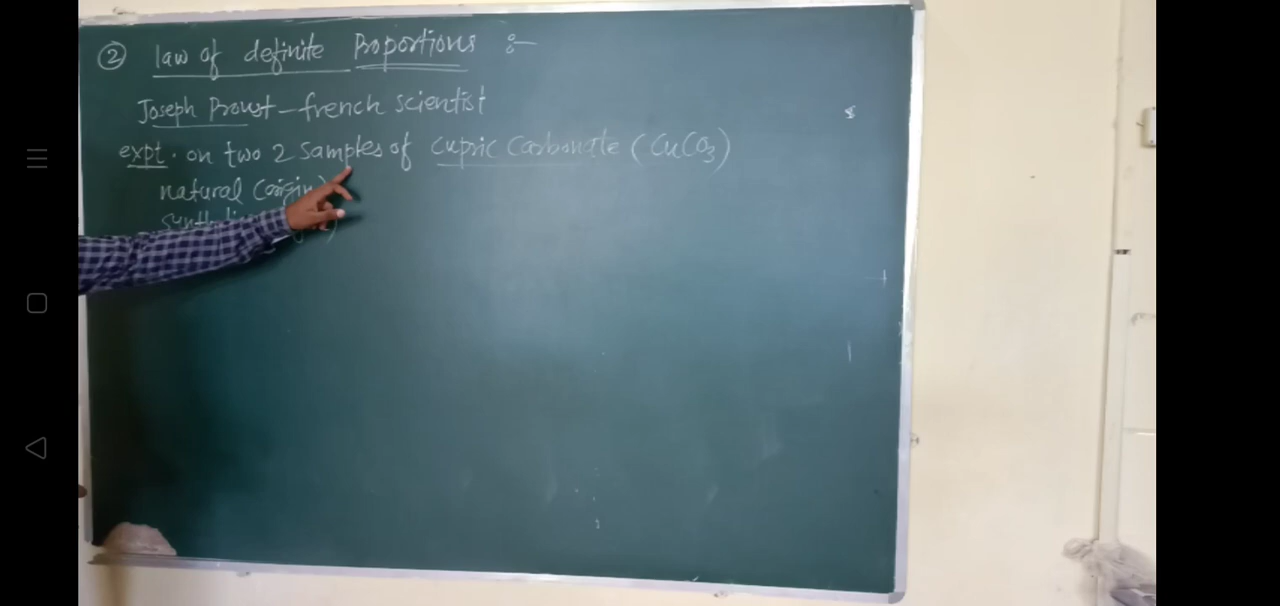 ② law of definite Proportions :-
Joseph Proust - french scientist
expt. on two 2 samples of cupric carbonate (CuCO3)
natural (origin)